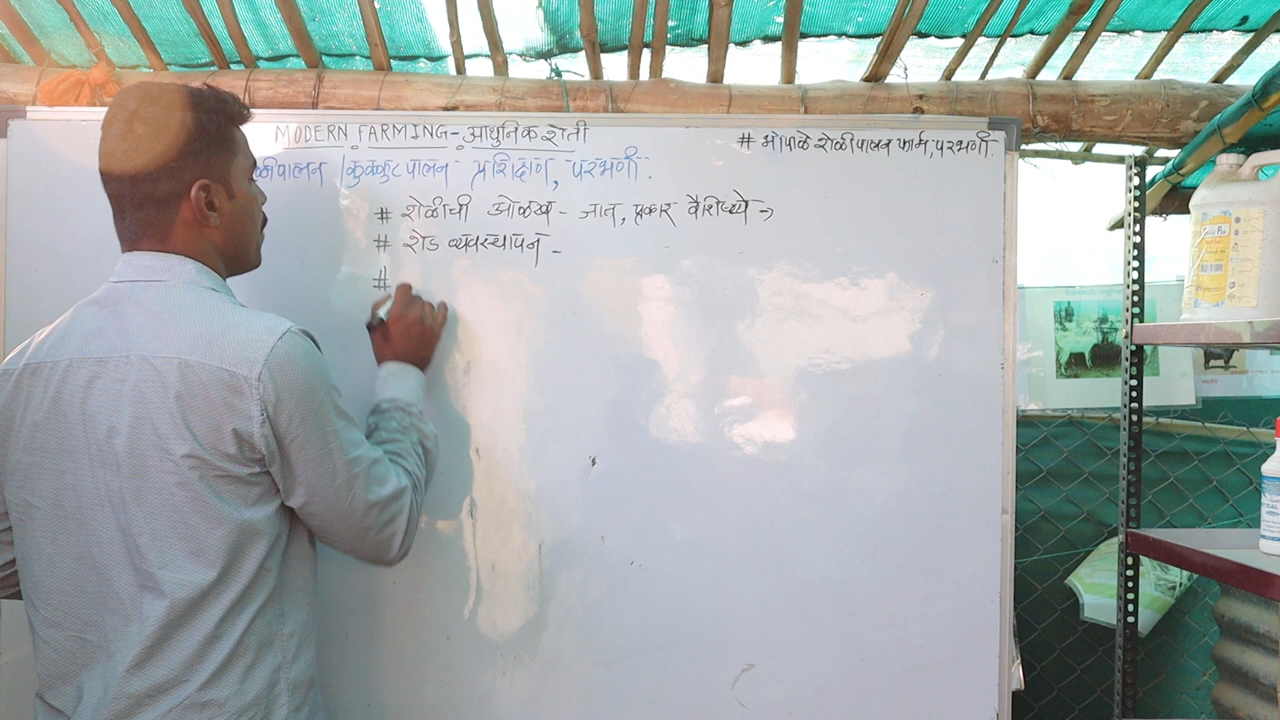 MODERN FARMING - आधुनिक शेती
# भोपाळे शेळीपालन फार्म, परभणी.
ळीपालन / कुक्कुट पालन प्रशिक्षण, परभणी.
# शेळीची ओळख - जात, प्रकार वैशिष्ट्ये →
# शेड व्यवस्थापन -
#